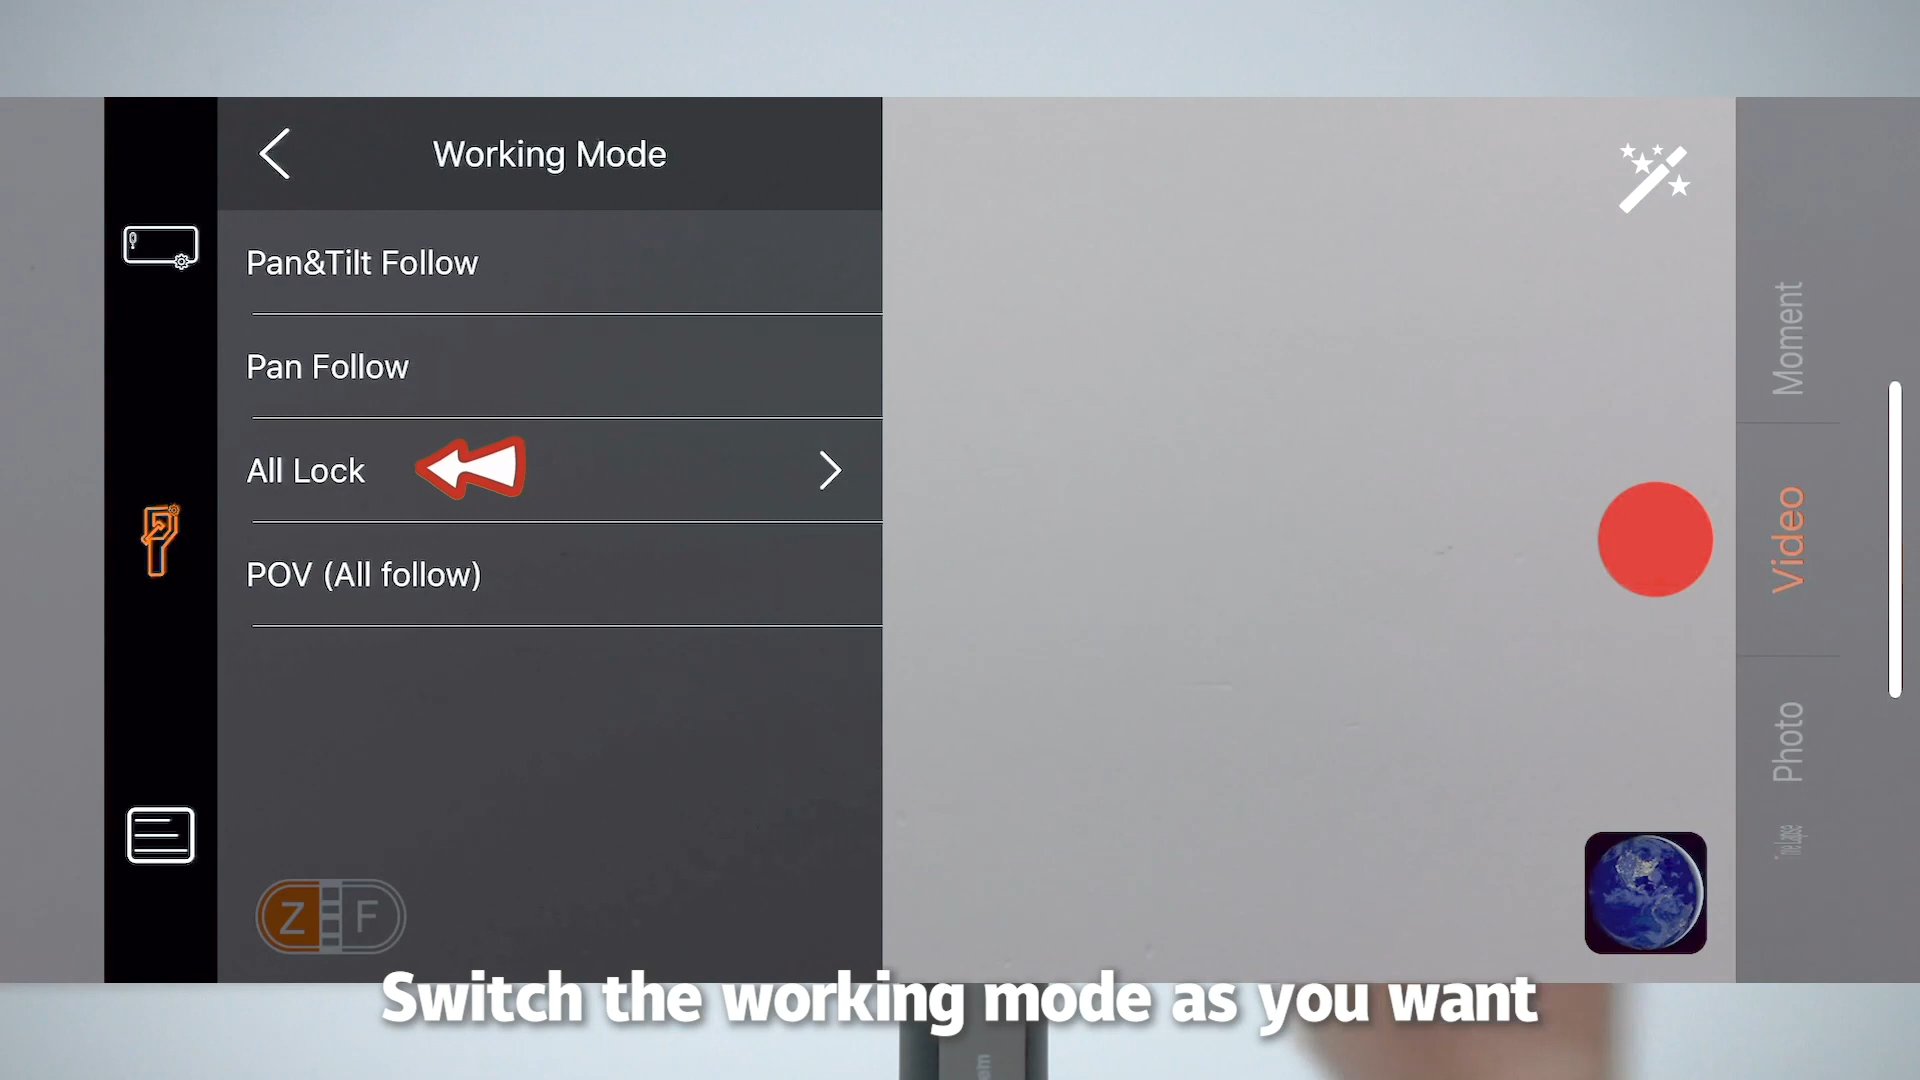 Working Mode
Pan&Tilt Follow
Pan Follow
All Lock
POV (All follow)
Z F
Moment
Video
Photo
Switch the working mode as you want